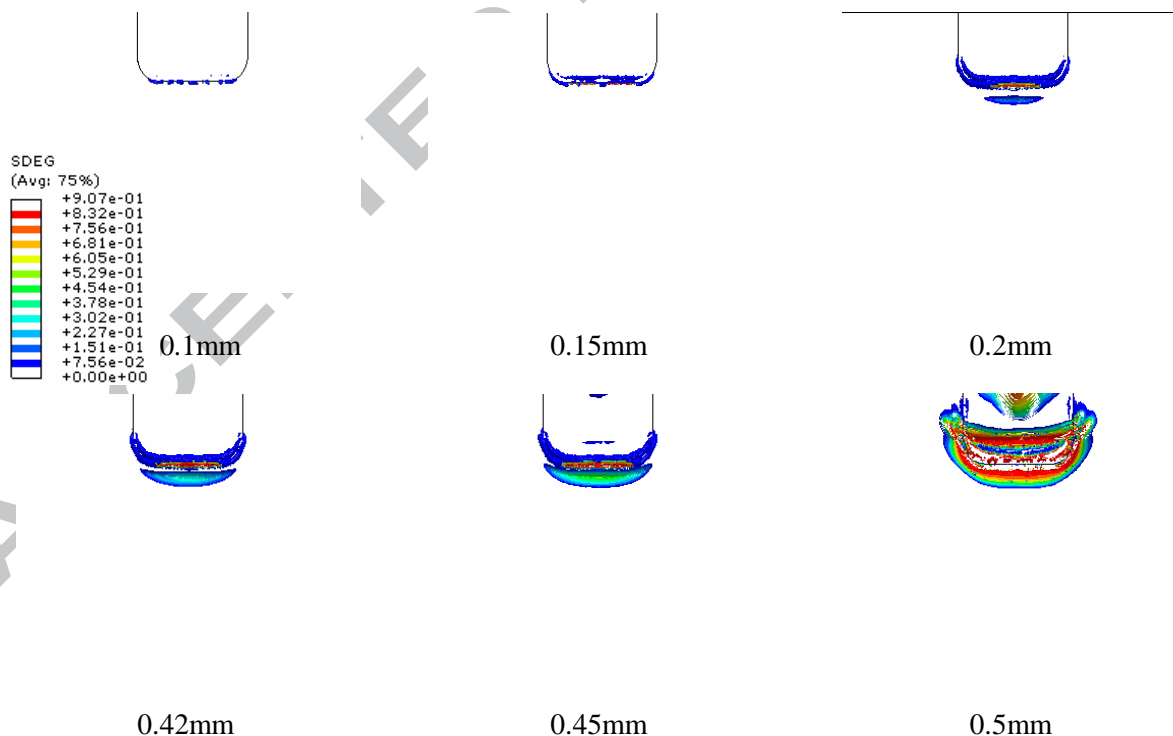 SDEG
(Avg: 75%)
+9.07e-01
+8.32e-01
+7.56e-01
+6.81e-01
+6.05e-01
+5.29e-01
+4.54e-01
+3.78e-01
+3.02e-01
+2.27e-01
+1.51e-01
+7.56e-02
+0.00e+00
0.1mm
0.15mm
0.2mm
0.42mm
0.45mm
0.5mm